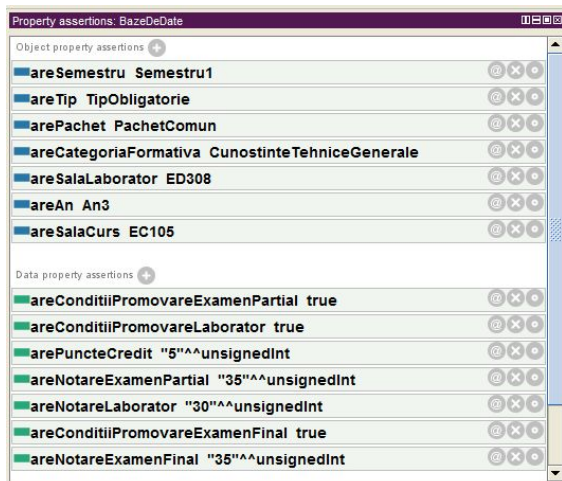 Property assertions: BazeDeDate
Object property assertions
areSemestru Semestru1
areTip TipObligatorie
arePachet PachetComun
areCategoriaFormativa CunostinteTehniceGenerale
areSalaLaborator ED308
areAn An3
areSalaCurs EC105
Data property assertions
areConditiiPromovareExamenPartial true
areConditiiPromovareLaborator true
arePuncteCredit "5"^^unsignedInt
areNotareExamenPartial "35"^^unsignedInt
areNotareLaborator "30"^^unsignedInt
areConditiiPromovareExamenFinal true
areNotareExamenFinal "35"^^unsignedInt